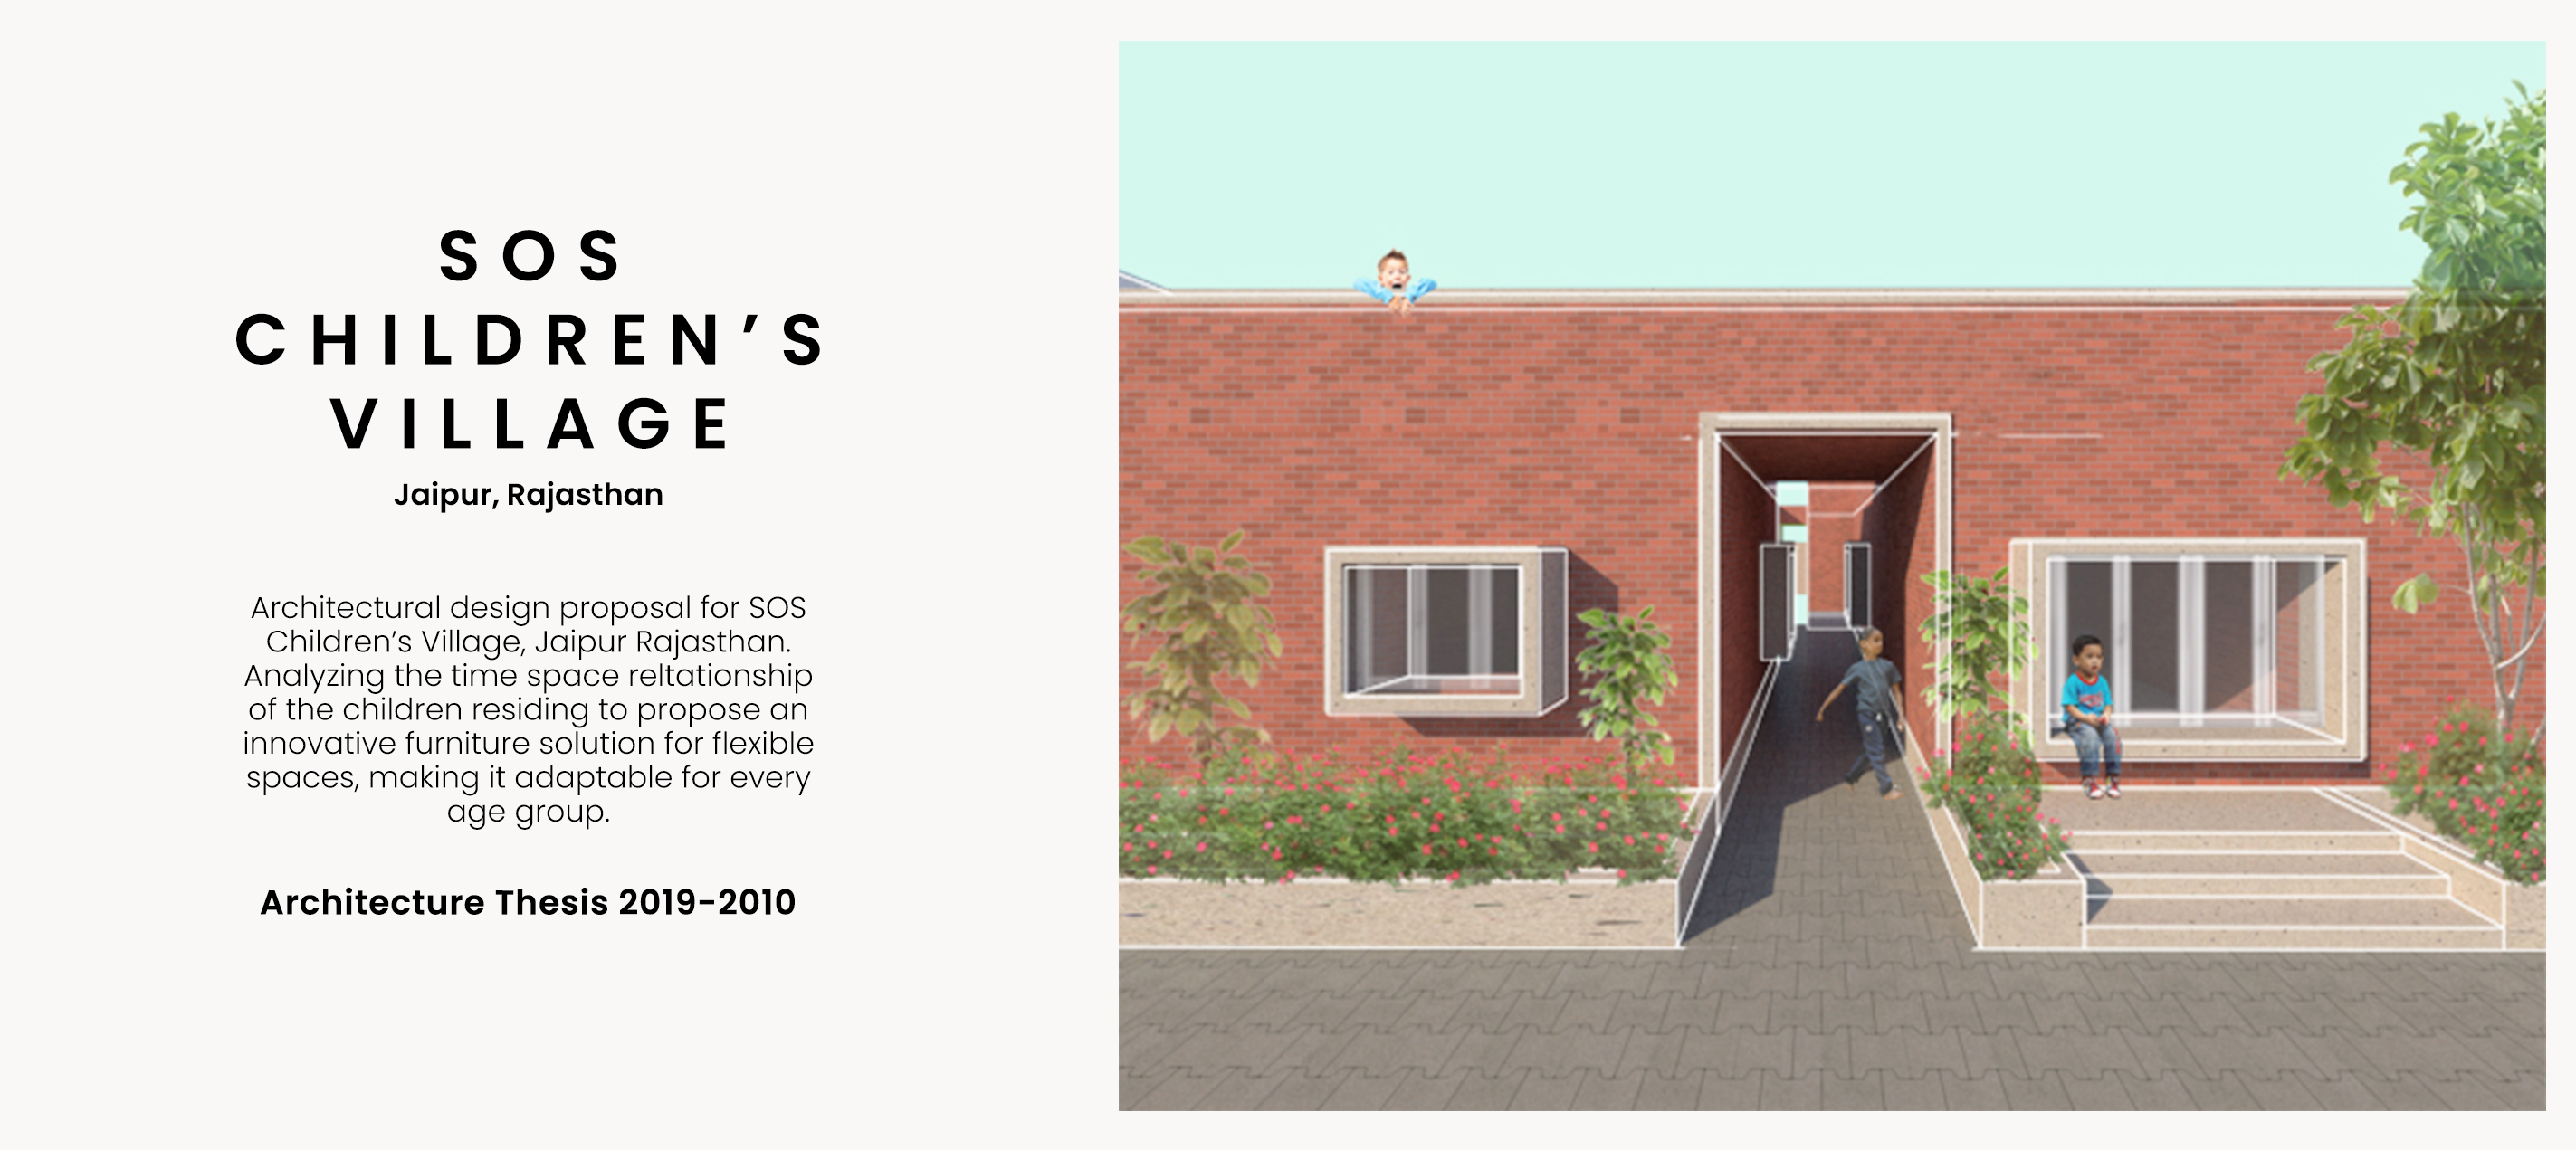 SOS
CHILDREN’S
VILLAGE
Jaipur, Rajasthan
Architectural design proposal for SOS
Children’s Village, Jaipur Rajasthan.
Analyzing the time space reltationship
of the children residing to propose an
innovative furniture solution for flexible
spaces, making it adaptable for every
age group.
Architecture Thesis 2019-2010